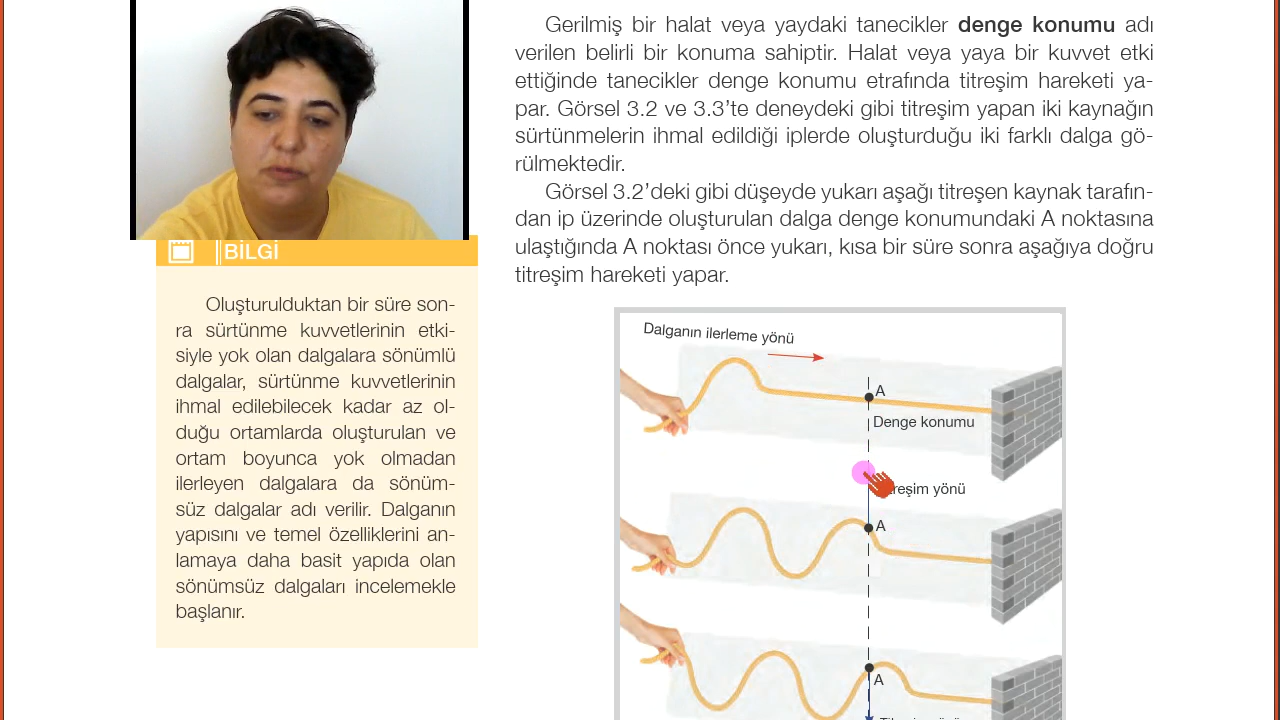 Gerilmiş bir halat veya yaydaki tanecikler denge konumu adı
verilen belirli bir konuma sahiptir. Halat veya yaya bir kuvvet etki
ettiğinde tanecikler denge konumu etrafında titreşim hareketi ya-
par. Görsel 3.2 ve 3.3’te deneydeki gibi titreşim yapan iki kaynağın
sürtünmelerin ihmal edildiği iplerde oluşturduğu iki farklı dalga gö-
rülmektedir.
Görsel 3.2’deki gibi düşeyde yukarı aşağı titreşen kaynak tarafın-
dan ip üzerinde oluşturulan dalga denge konumundaki A noktasına
ulaştığında A noktası önce yukarı, kısa bir süre sonra aşağıya doğru
titreşim hareketi yapar.
BİLGİ
Oluşturulduktan bir süre son-
ra sürtünme kuvvetlerinin etki-
siyle yok olan dalgalara sönümlü
dalgalar, sürtünme kuvvetlerinin
ihmal edilebilecek kadar az ol-
duğu ortamlarda oluşturulan ve
ortam boyunca yok olmadan
ilerleyen dalgalara da sönüm-
süz dalgalar adı verilir. Dalganın
yapısını ve temel özelliklerini an-
lamaya daha basit yapıda olan
sönümsüz dalgaları incelemekle
başlanır.
Dalganın ilerleme yönü
A
Denge konumu
yönü
A
A